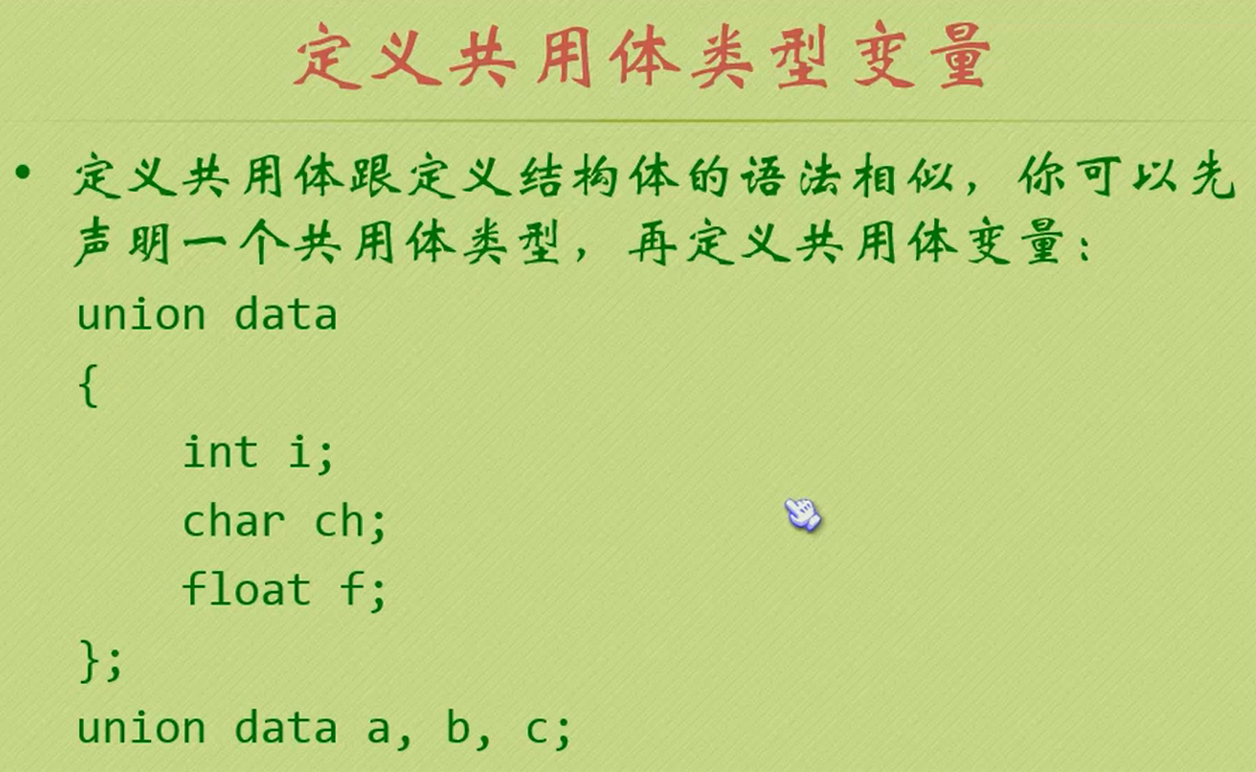 定义共用体类型变量
• 定义共用体跟定义结构体的语法相似，你可以先
声明一个共用体类型，再定义共用体变量：
union data
{
    int i;
    char ch;
    float f;
};
union data a, b, c;